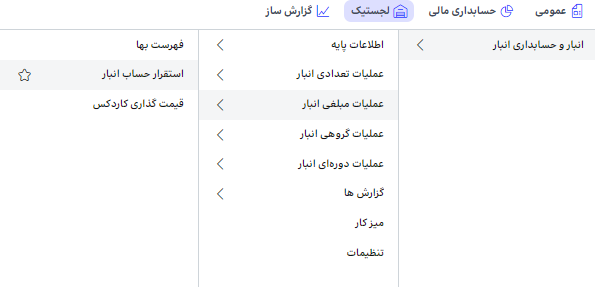 عمومی
حسابداری مالی
لجستیک
گزارش ساز
انبار و حسابداری انبار
اطلاعات پایه
عملیات تعدادی انبار
عملیات مبلغی انبار
عملیات گروهی انبار
عملیات دوره‌ای انبار
گزارش ها
میز کار
تنظیمات
فهرست بها
استقرار حساب انبار
قیمت گذاری کاردکس